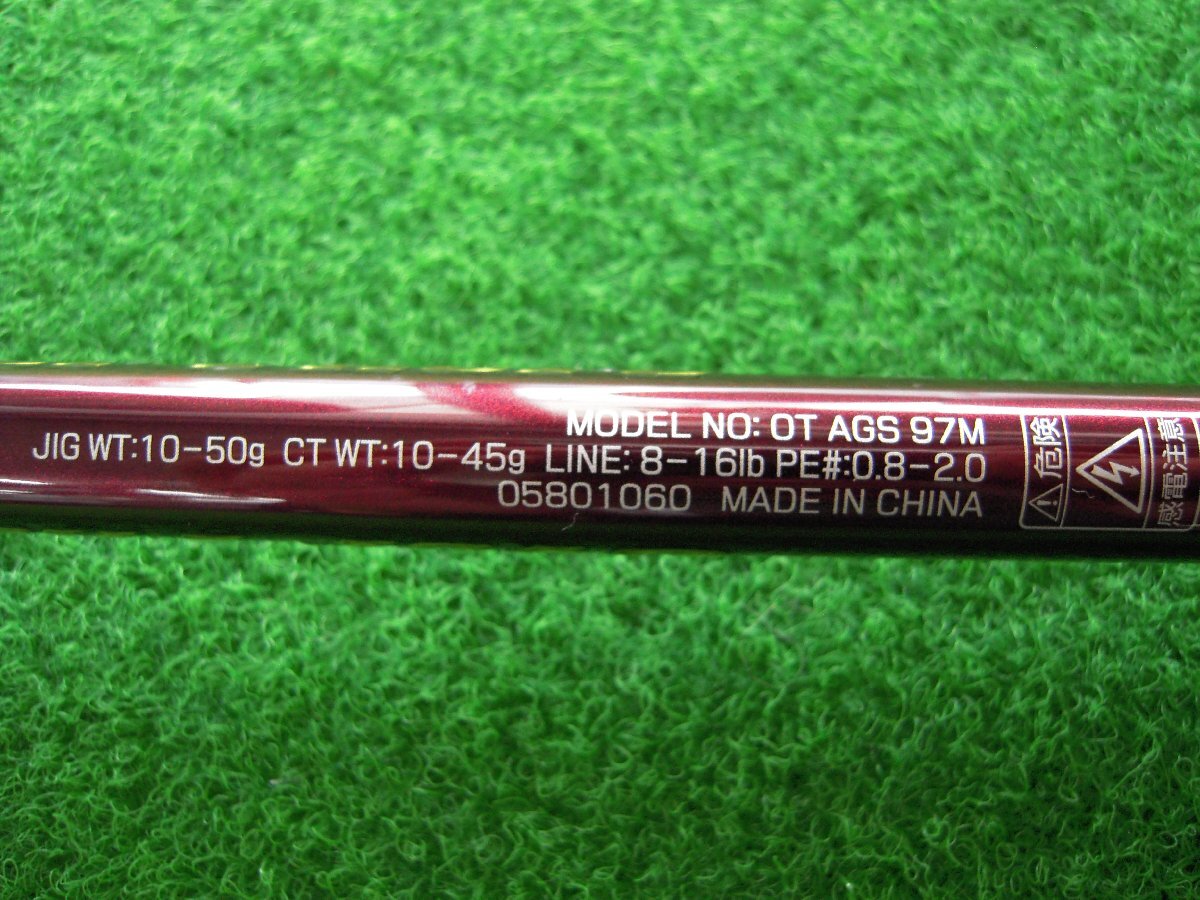 MODEL NO: OT AGS 97M
JIG WT:10-50g CT WT:10-45g LINE: 8-16lb PE#:0.8-2.0
05801060 MADE IN CHINA
危険
感電注意